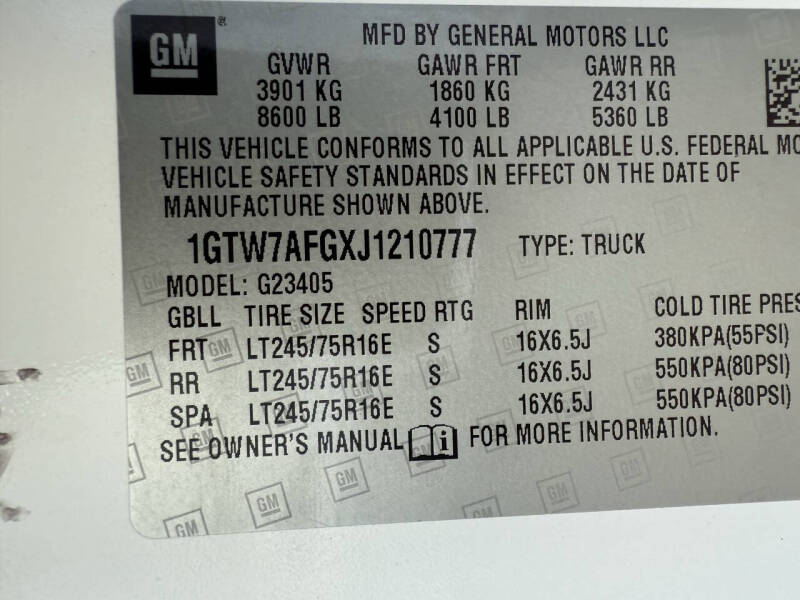 GM
MFD BY GENERAL MOTORS LLC
GVWR GAWR FRT GAWR RR
3901 KG 1860 KG 2431 KG
8600 LB 4100 LB 5360 LB
THIS VEHICLE CONFORMS TO ALL APPLICABLE U.S. FEDERAL MO
VEHICLE SAFETY STANDARDS IN EFFECT ON THE DATE OF
MANUFACTURE SHOWN ABOVE.
1GTW7AFGXJ1210777 TYPE: TRUCK
MODEL: G23405
GBLL TIRE SIZE SPEED RTG RIM COLD TIRE PRES
FRT LT245/75R16E S 16X6.5J 380KPA(55PSI)
RR LT245/75R16E S 16X6.5J 550KPA(80PSI)
SPA LT245/75R16E S 16X6.5J 550KPA(80PSI)
SEE OWNER'S MANUAL i FOR MORE INFORMATION.